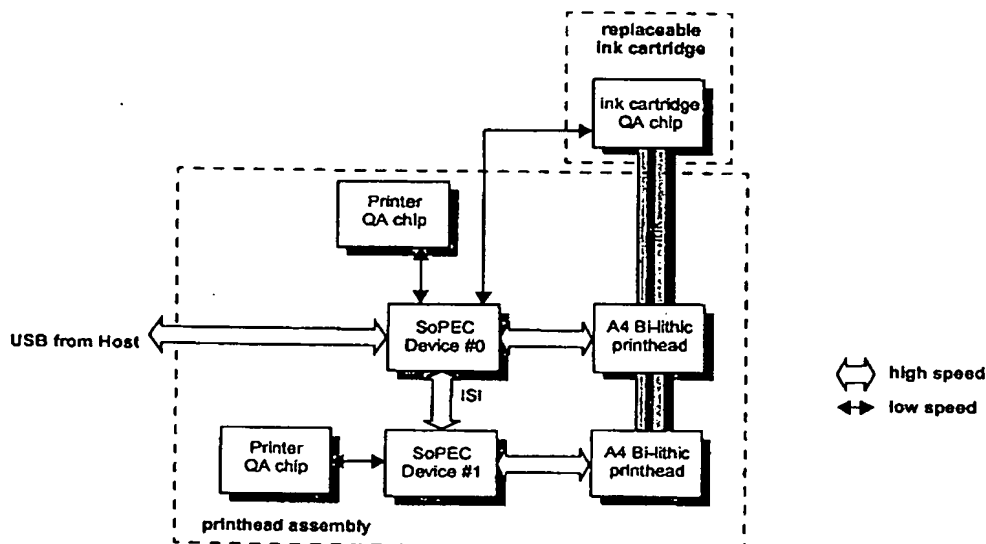 replaceable
ink cartridge
ink cartridge
QA chip
Printer
QA chip
USB from Host
SoPEC
Device #0
A4 Bi-lithic
printhead
ISI
high speed
low speed
Printer
QA chip
SoPEC
Device #1
A4 Bi-lithic
printhead
printhead assembly